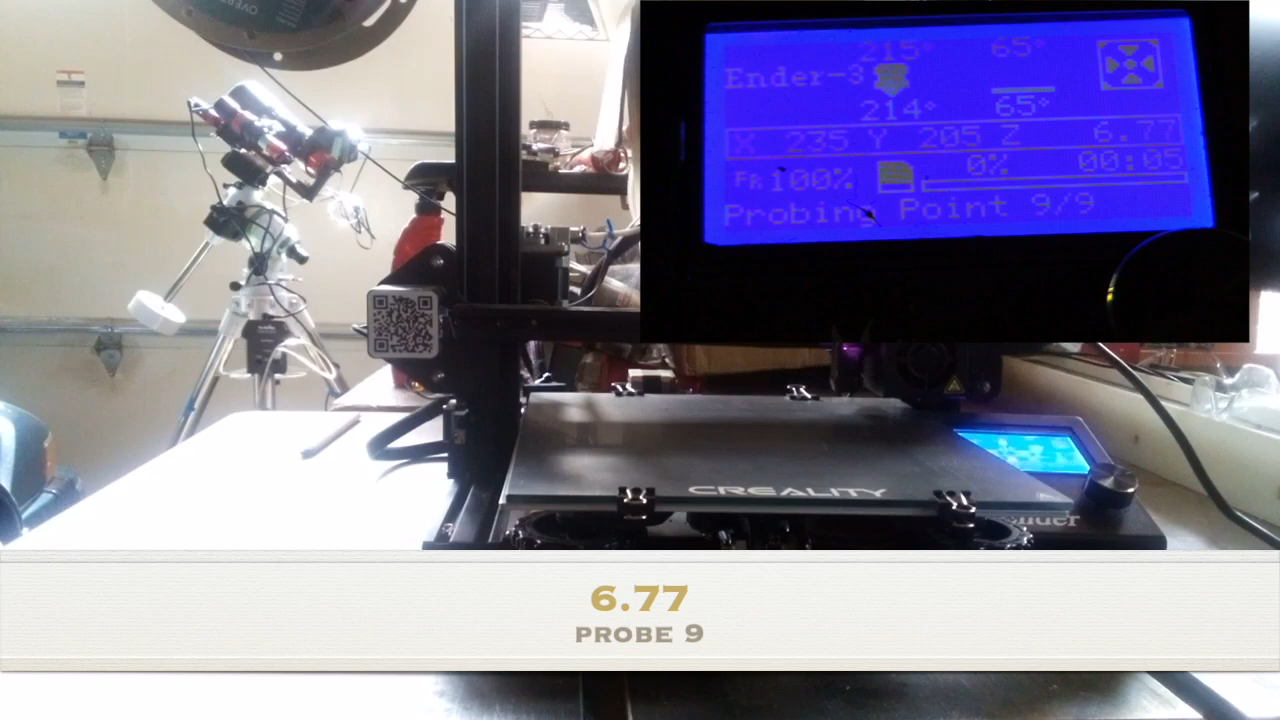 OVERT
215° 65°
Ender-3
214° 65°
X 235 Y 205 Z 6.77
FR 100% 0% 00:05
Probing Point 9/9
CREALITY
6.77
PROBE 9